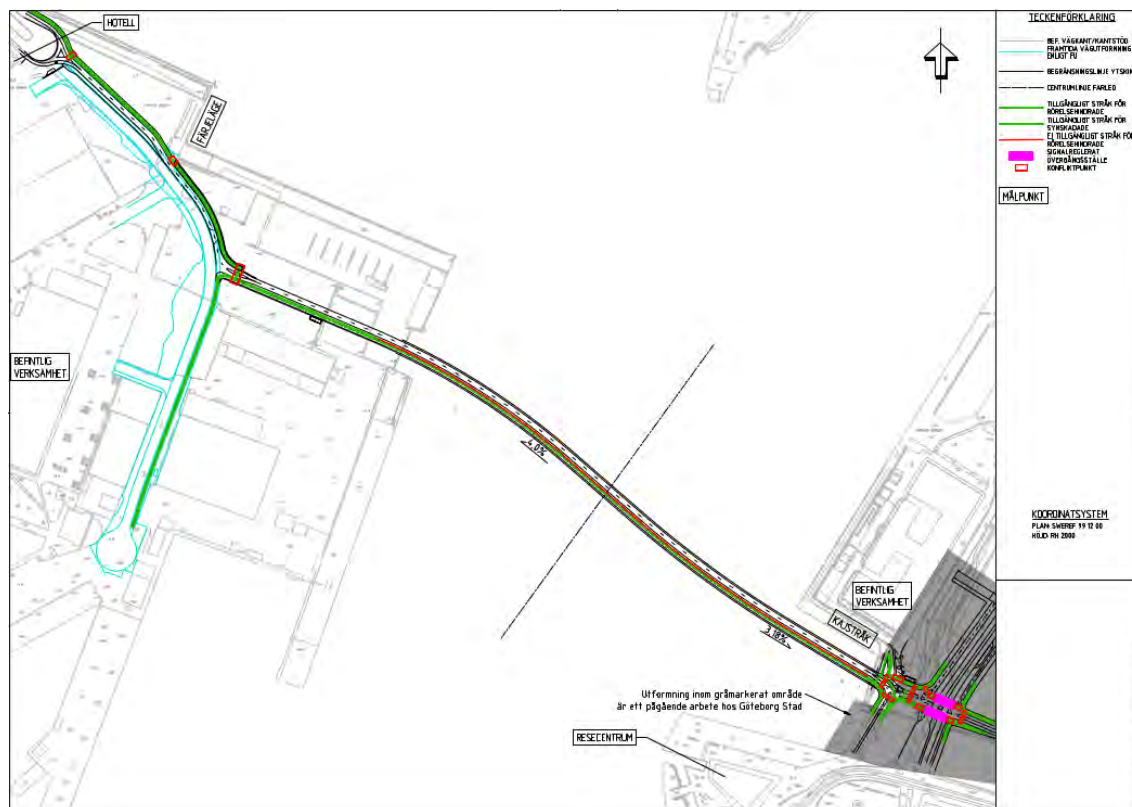 HOTELL
FÄRJELÄGE
BEFINTLIG
VERKSAMHET
4.0%
3.18%
BEFINTLIG
VERKSAMHET
KAJSTRÅK
Utformning inom gråmarkerat område
är ett pågående arbete hos Göteborg Stad
RESECENTRUM
TECKENFÖRKLARING
BEF. VÄGKANT/KANTSTÖD
FRAMTIDA VÄGUTFORMNING
ENLIGT FU
BEGRÄNSNINGSLINJE YTSKIK
CENTRUMLINJE FARLED
TILLGÄNGLIGT STRÅK FÖR
RÖRELSEHINDRADE
TILLGÄNGLIGT STRÅK FÖR
SYNSKADADE
EJ TILLGÄNGLIGT STRÅK FÖR
RÖRELSEHINDRADE
SIGNALREGLERAT
ÖVERGÅNGSSTÄLLE
KONFLIKTPUNKT
MÅLPUNKT
KOORDINATSYSTEM
PLAN: SWEREF 99 12 00
HÖJD: RH 2000